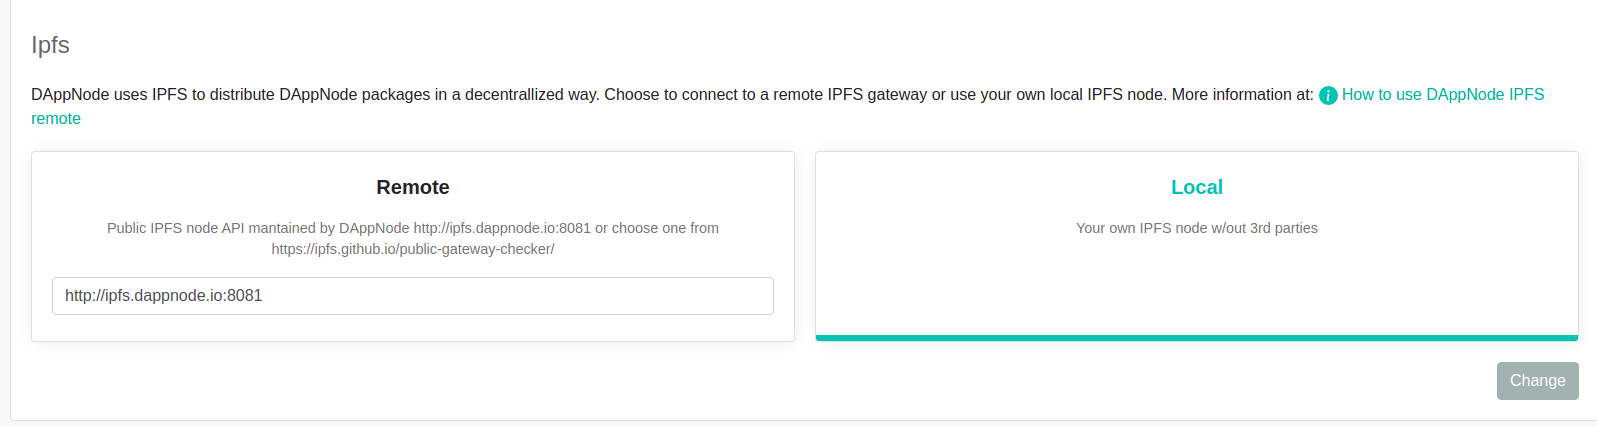 Ipfs
DAppNode uses IPFS to distribute DAppNode packages in a decentrallized way. Choose to connect to a remote IPFS gateway or use your own local IPFS node. More information at: How to use DAppNode IPFS
remote
Remote
Public IPFS node API mantained by DAppNode http://ipfs.dappnode.io:8081 or choose one from
https://ipfs.github.io/public-gateway-checker/
http://ipfs.dappnode.io:8081
Local
Your own IPFS node w/out 3rd parties
Change